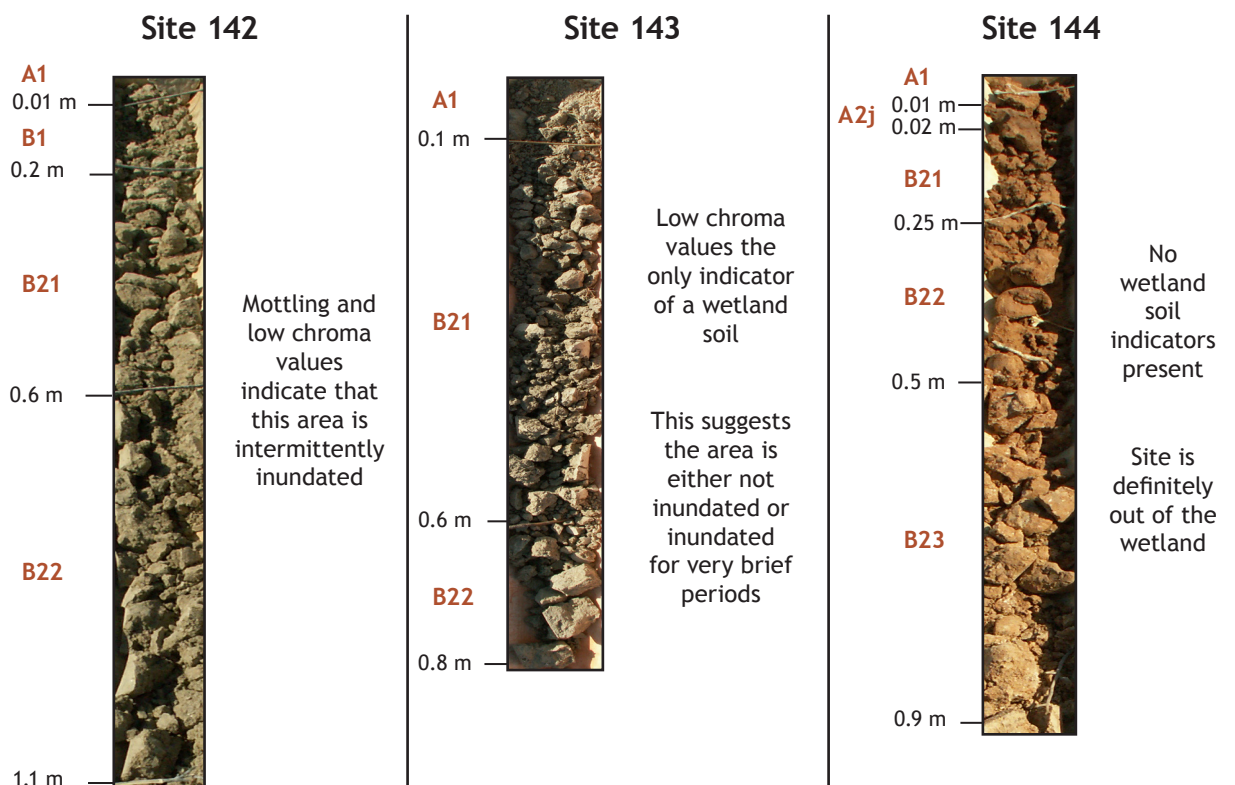 Site 142
A1
0.01 m
B1
0.2 m
B21
0.6 m
B22
1.1 m
Mottling and
low chroma
values
indicate that
this area is
intermittently
inundated
Site 143
A1
0.1 m
B21
0.6 m
B22
0.8 m
Low chroma
values the
only indicator
of a wetland
soil
This suggests
the area is
either not
inundated or
inundated
for very brief
periods
Site 144
A1
0.01 m
A2j
0.02 m
B21
0.25 m
B22
0.5 m
B23
0.9 m
No
wetland
soil
indicators
present
Site is
definitely
out of the
wetland